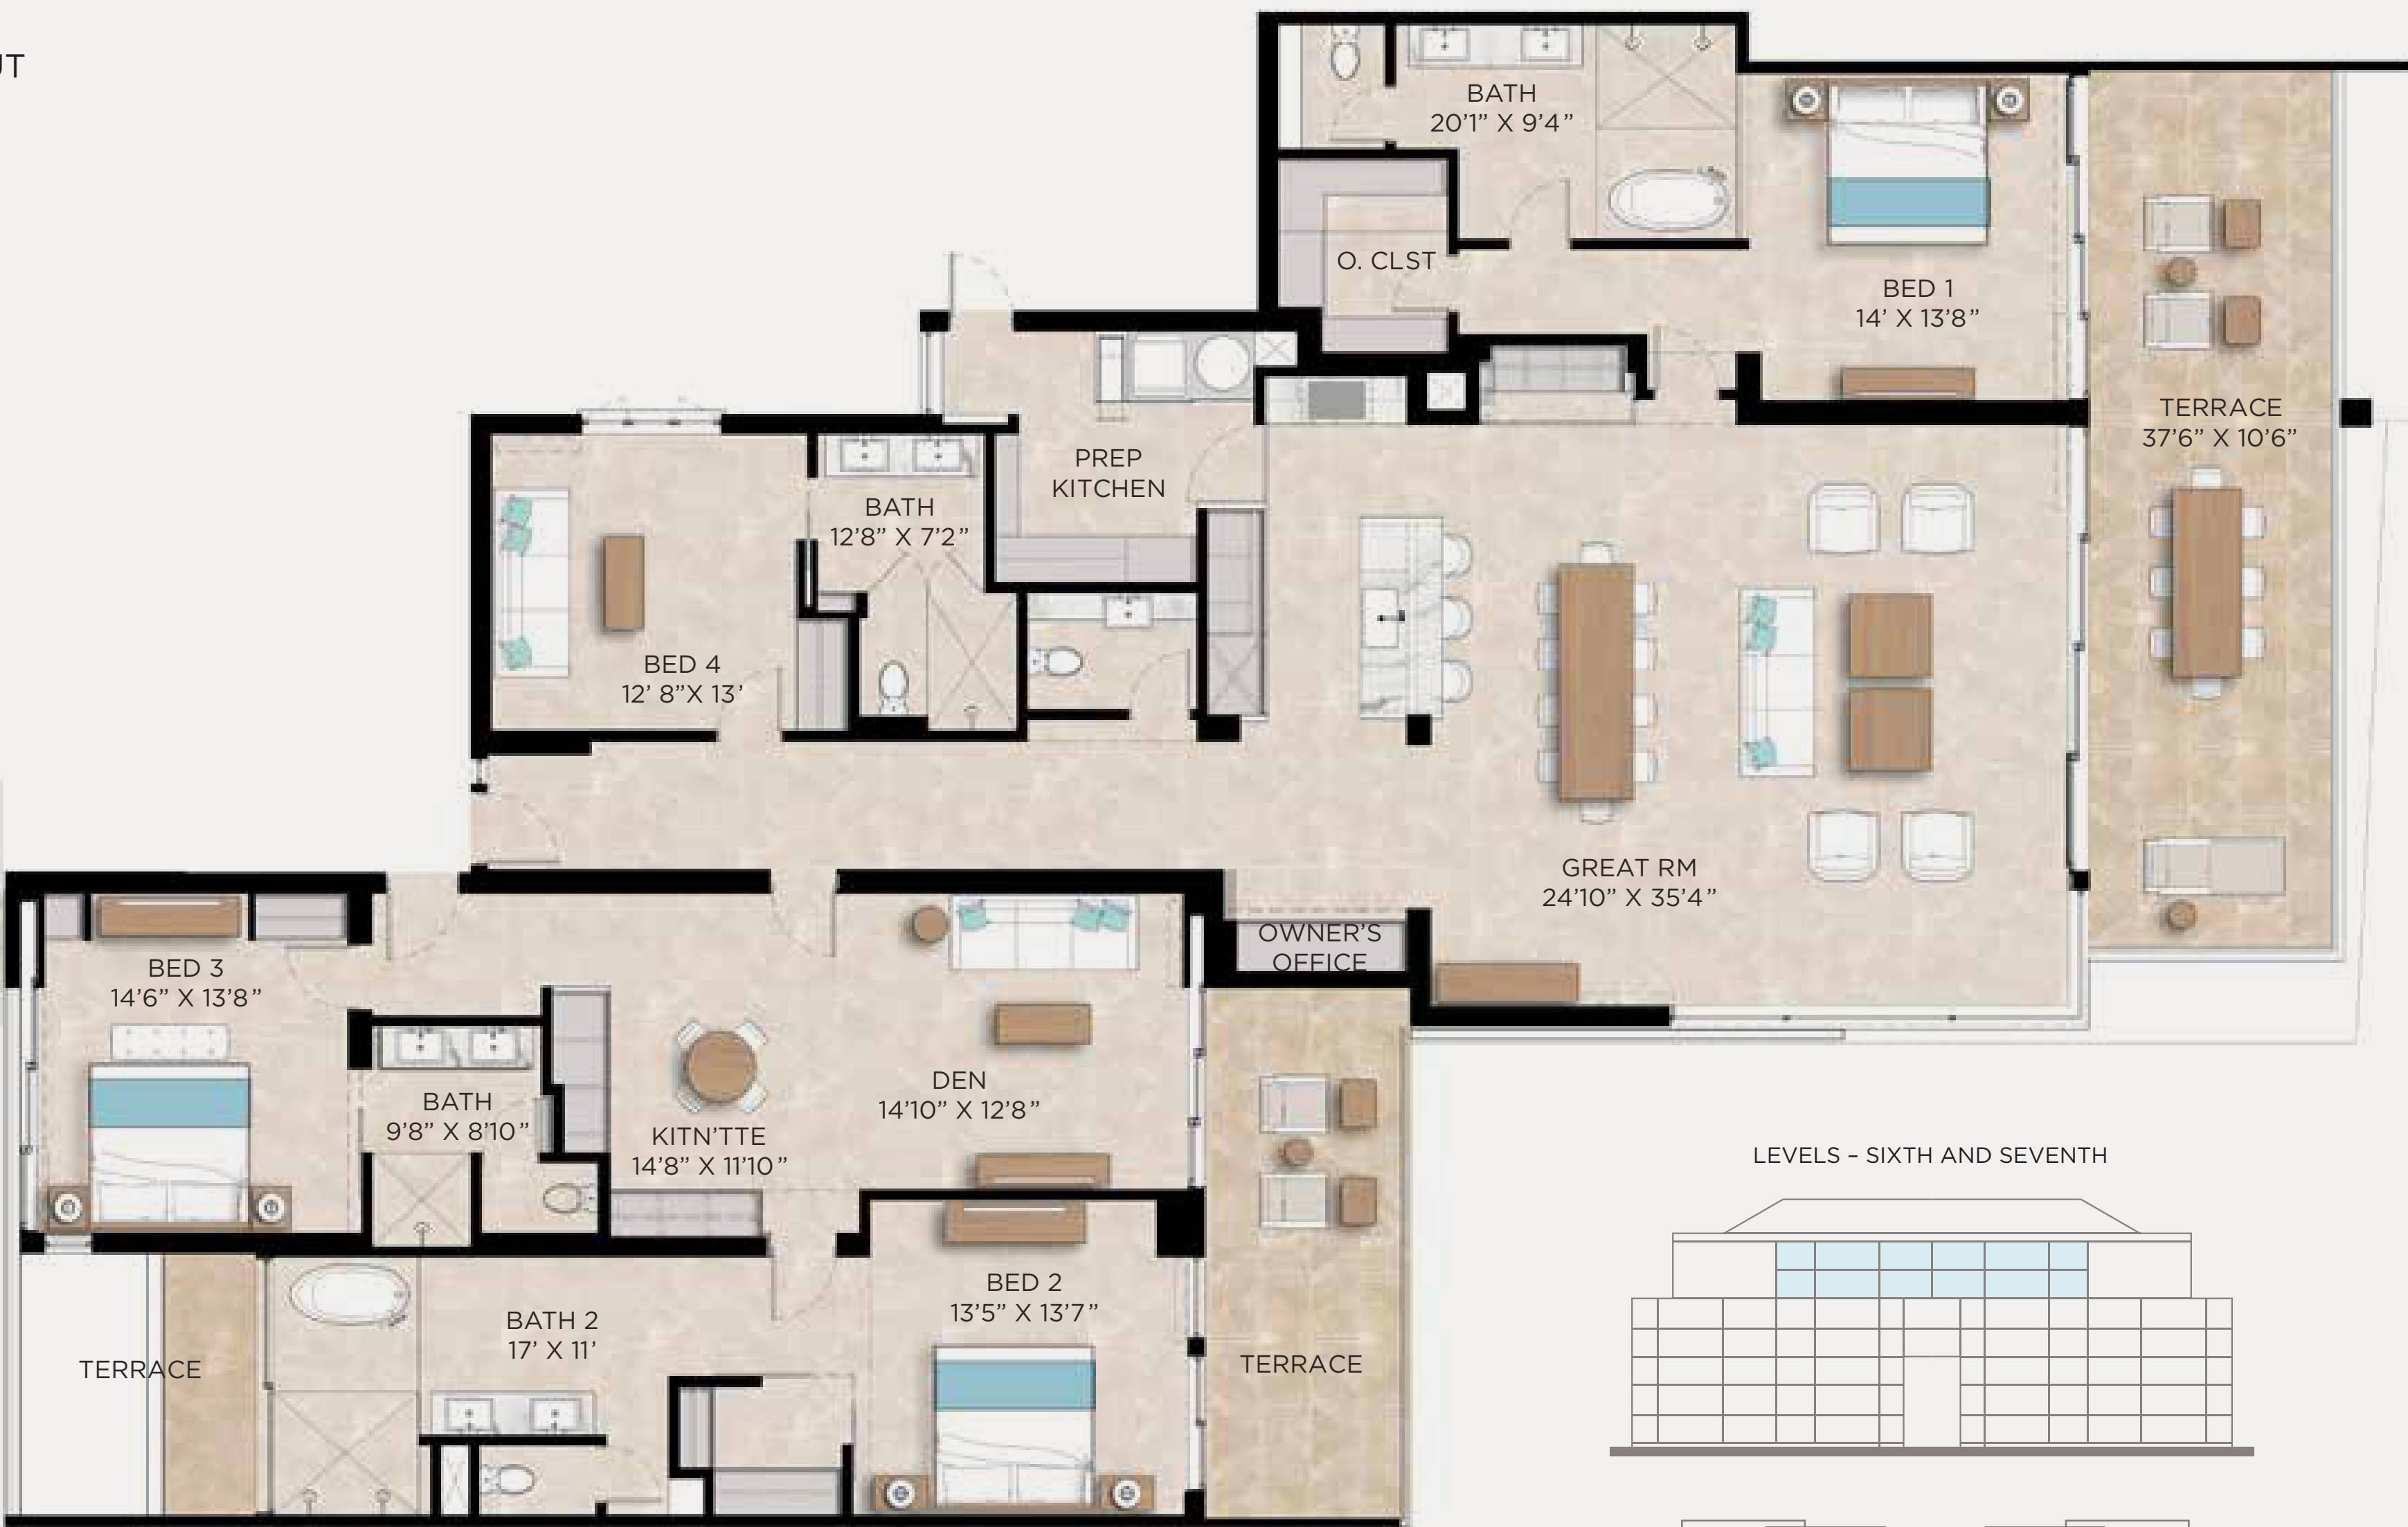 UT
BATH
20’1” X 9’4”
O. CLST
BED 1
14’ X 13’8”
TERRACE
37’6” X 10’6”
PREP
KITCHEN
BATH
12’8” X 7’2”
BED 4
12’ 8”X 13’
GREAT RM
24’10” X 35’4”
OWNER’S
OFFICE
BED 3
14’6” X 13’8”
BATH
9’8” X 8’10”
KITN’TTE
14’8” X 11’10”
DEN
14’10” X 12’8”
BED 2
13’5” X 13’7”
BATH 2
17’ X 11’
TERRACE
TERRACE
LEVELS – SIXTH AND SEVENTH